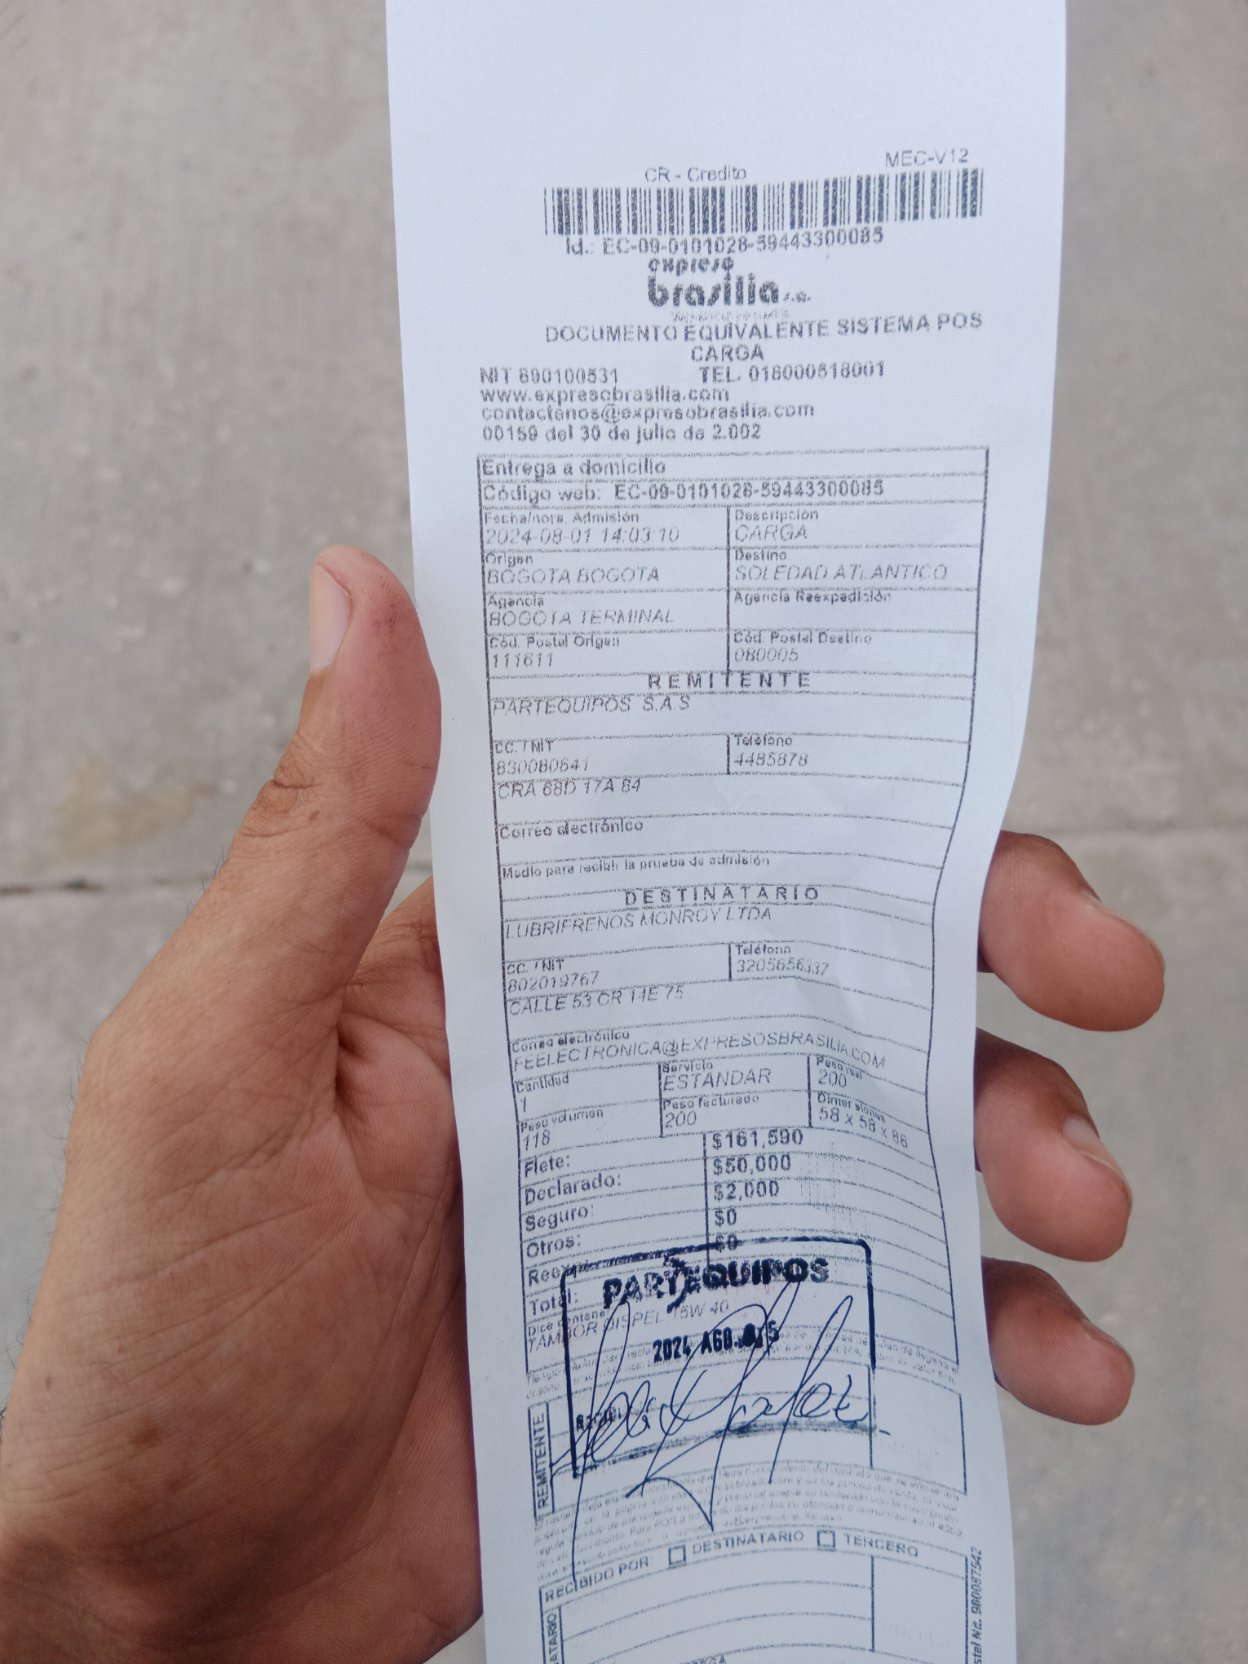 MEC-V12
CR - Credito
Id.: EC-09-0101028-59443300085
expreso
brasilia s.a.
DOCUMENTO EQUIVALENTE SISTEMA POS
CARGA
NIT 890100531 TEL. 018000518001
www.expresobrasilia.com
contactenos@expresobrasilia.com
00159 del 30 de julio de 2.002
Entrega a domicilio
Código web: EC-09-0101028-59443300085
Fecha/hora Admisión Descripción
2024-08-01 14:03:10 CARGA
Origen Destino
BOGOTA BOGOTA SOLEDAD ATLANTICO
Agencia Agencia Reexpedición
BOGOTA TERMINAL
Cód. Postal Origen Cód. Postal Destino
111611 080005
REMITENTE
PARTEQUIPOS S.A.S
CC. / NIT Teléfono
830080641 4485878
CRA 68D 17A 84
Correo electrónico
Medio para recibir la prueba de admisión
DESTINATARIO
LUBRIFRENOS MONROY LTDA
CC. / NIT Teléfono
802019767 3205656337
CALLE 53 CR 14E 75
Correo electrónico
FEELECTRONICA@EXPRESOSBRASILIA.COM
Cantidad Servicio Peso real
1 ESTANDAR 200
Peso volumen Peso facturado Dimensiones
118 200 58 x 58 x 98
Flete: $161,590
Declarado: $50,000
Seguro: $2,000
Otros: $0
$0
Total:
PARTEQUIPOS
Dice contener
TAMBOR DISPEL 15W 40
2024 AGO. 0 5
REMITENTE
RECIBIDO POR: DESTINATARIO TERCERO